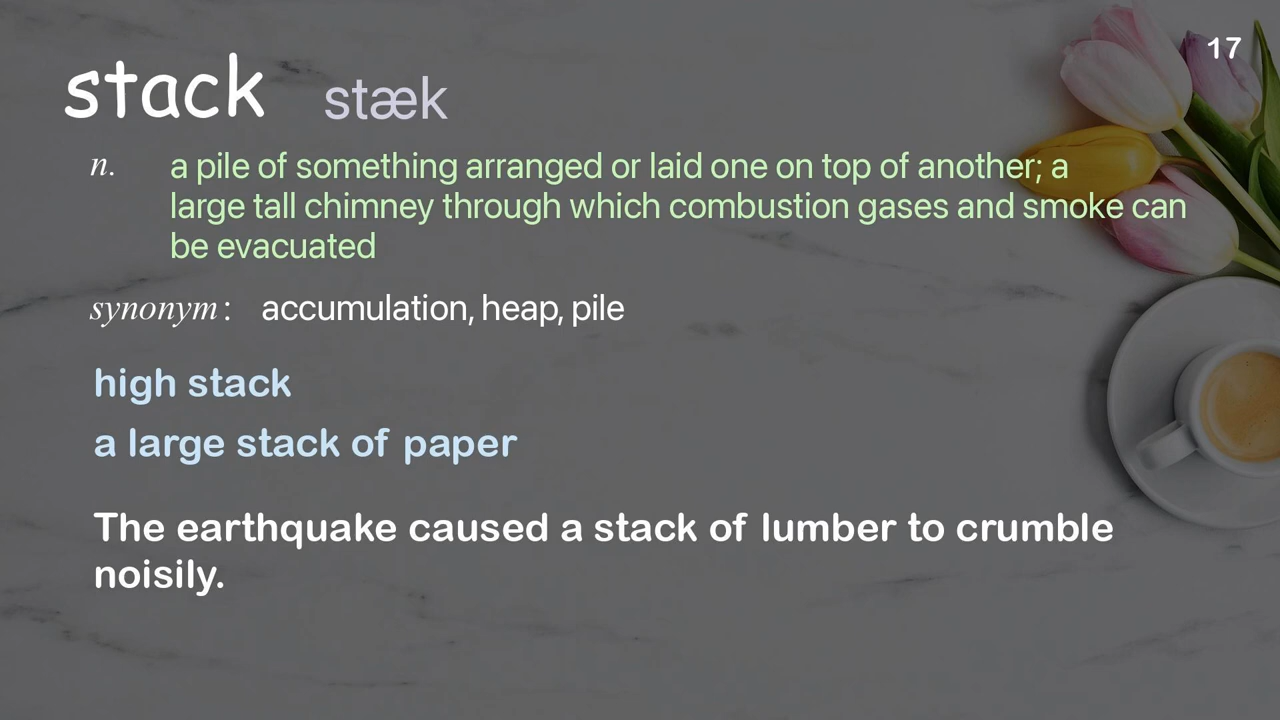 17
stack stæk
n. a pile of something arranged or laid one on top of another; a
large tall chimney through which combustion gases and smoke can
be evacuated
synonym: accumulation, heap, pile
high stack
a large stack of paper
The earthquake caused a stack of lumber to crumble
noisily.